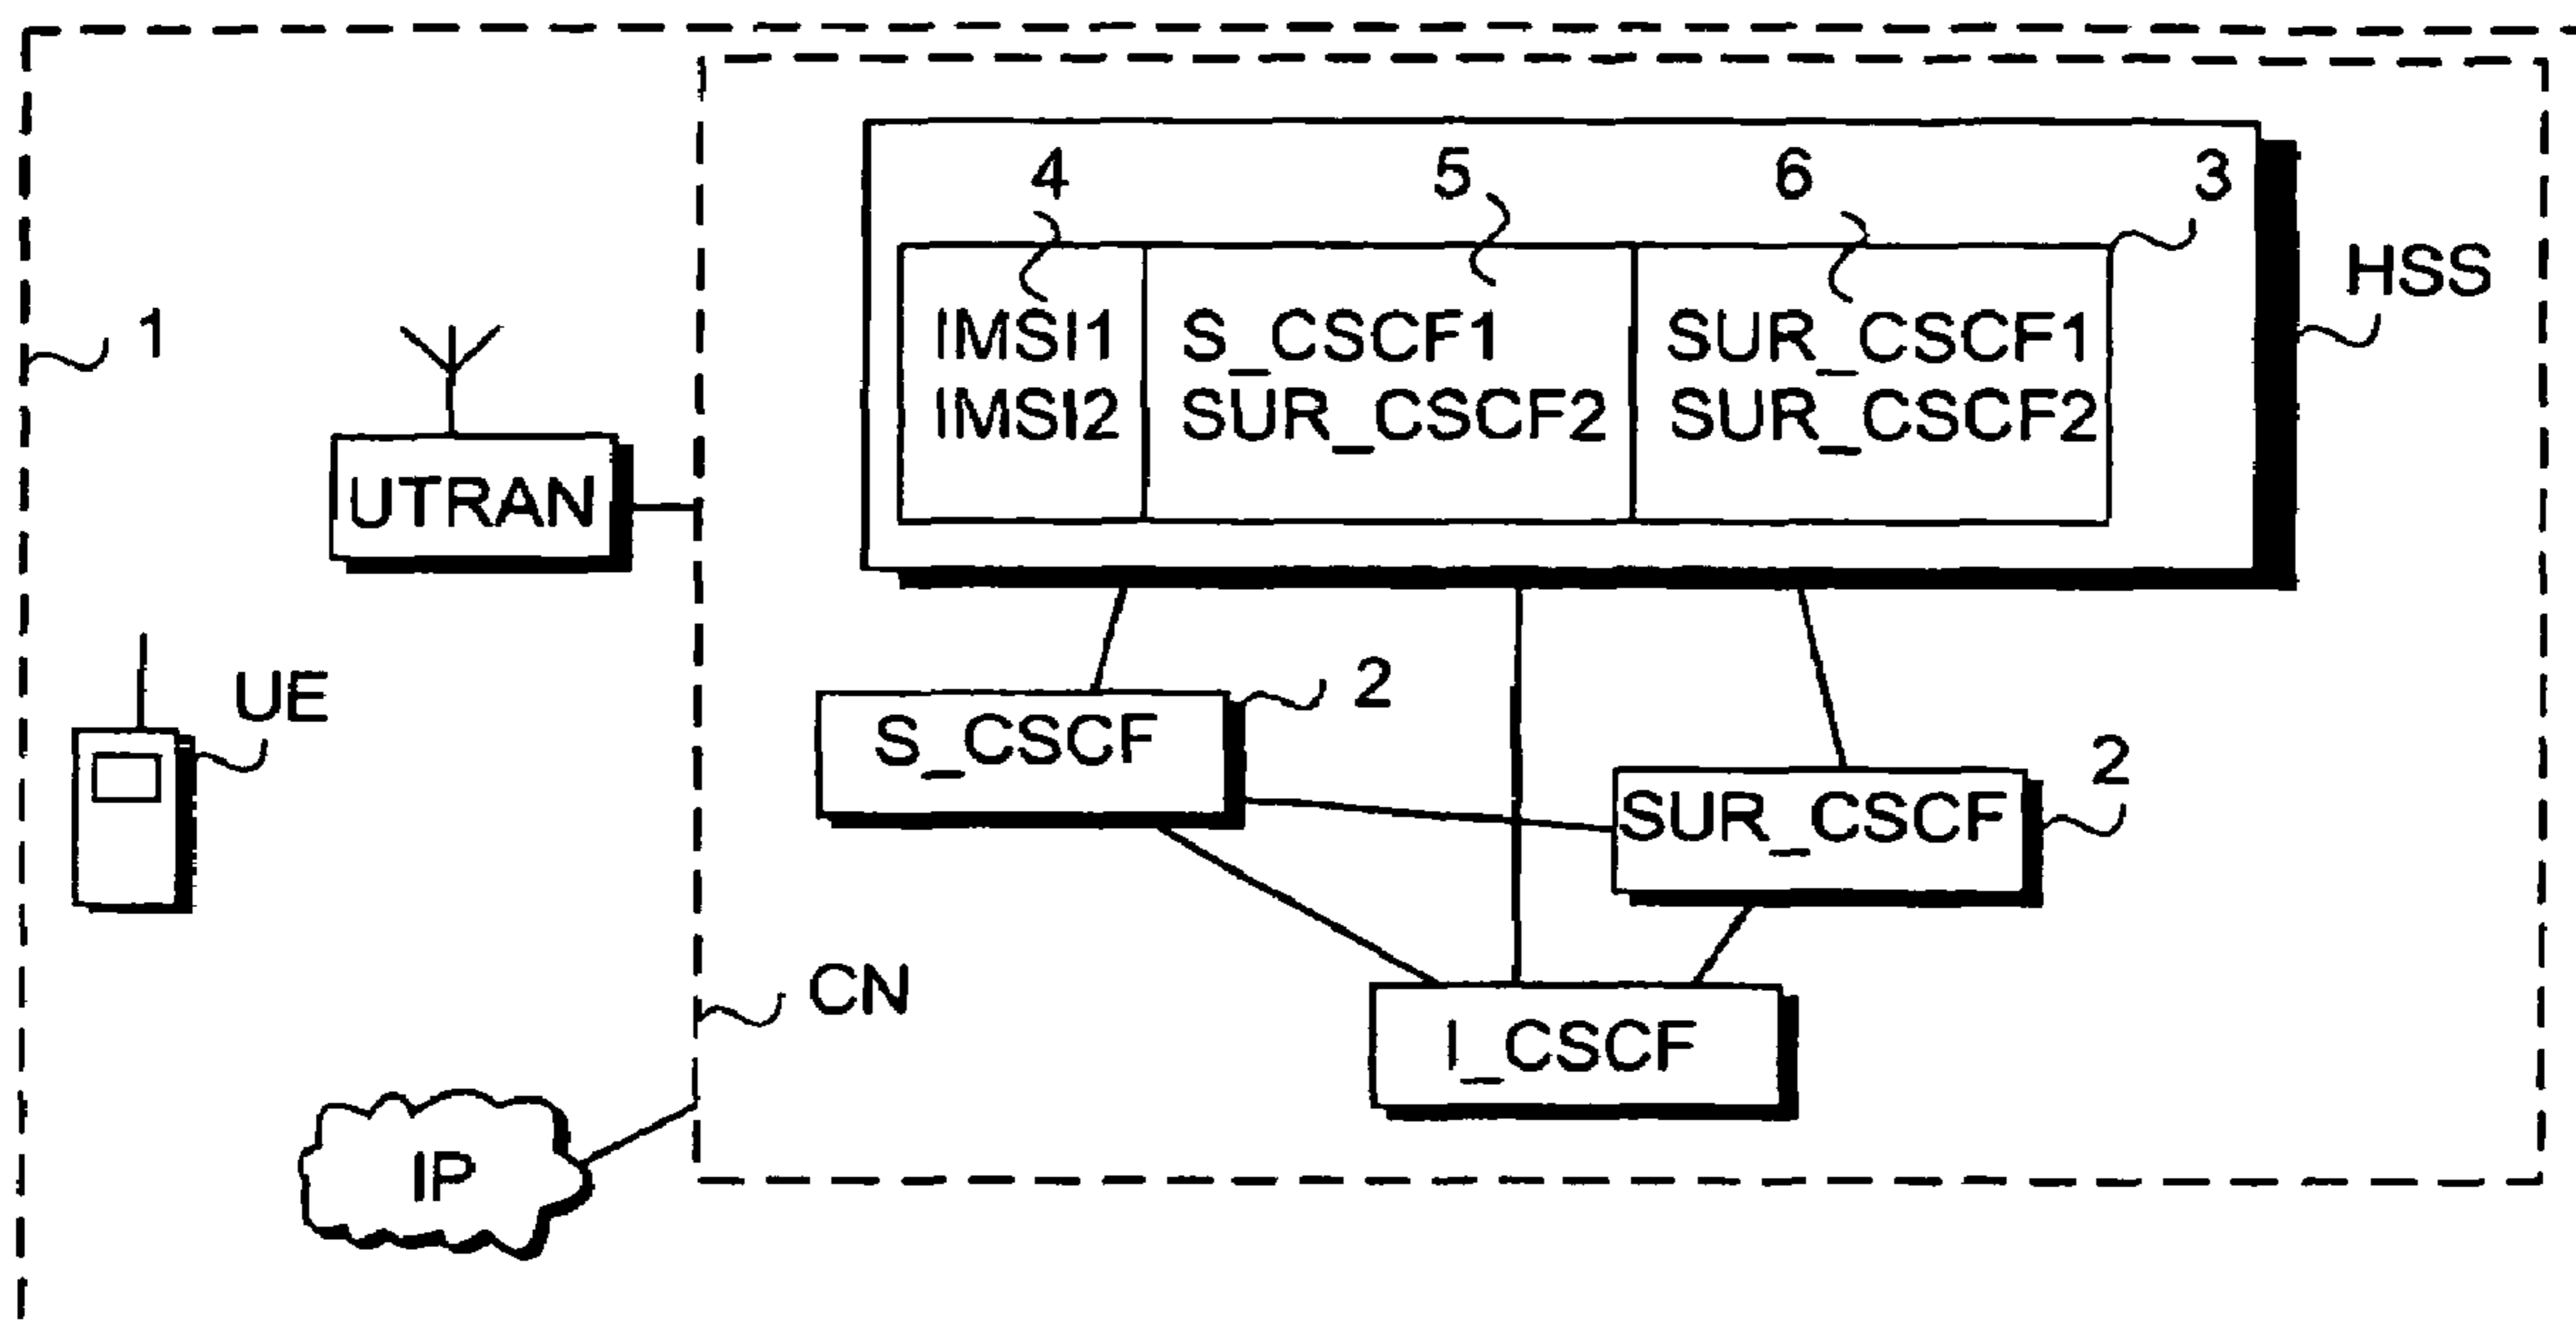 4 5 6 3
HSS
IMSI1 S_CSCF1 SUR_CSCF1
IMSI2 SUR_CSCF2 SUR_CSCF2
1
UTRAN
UE
S_CSCF 2
SUR_CSCF 2
CN
I_CSCF
IP